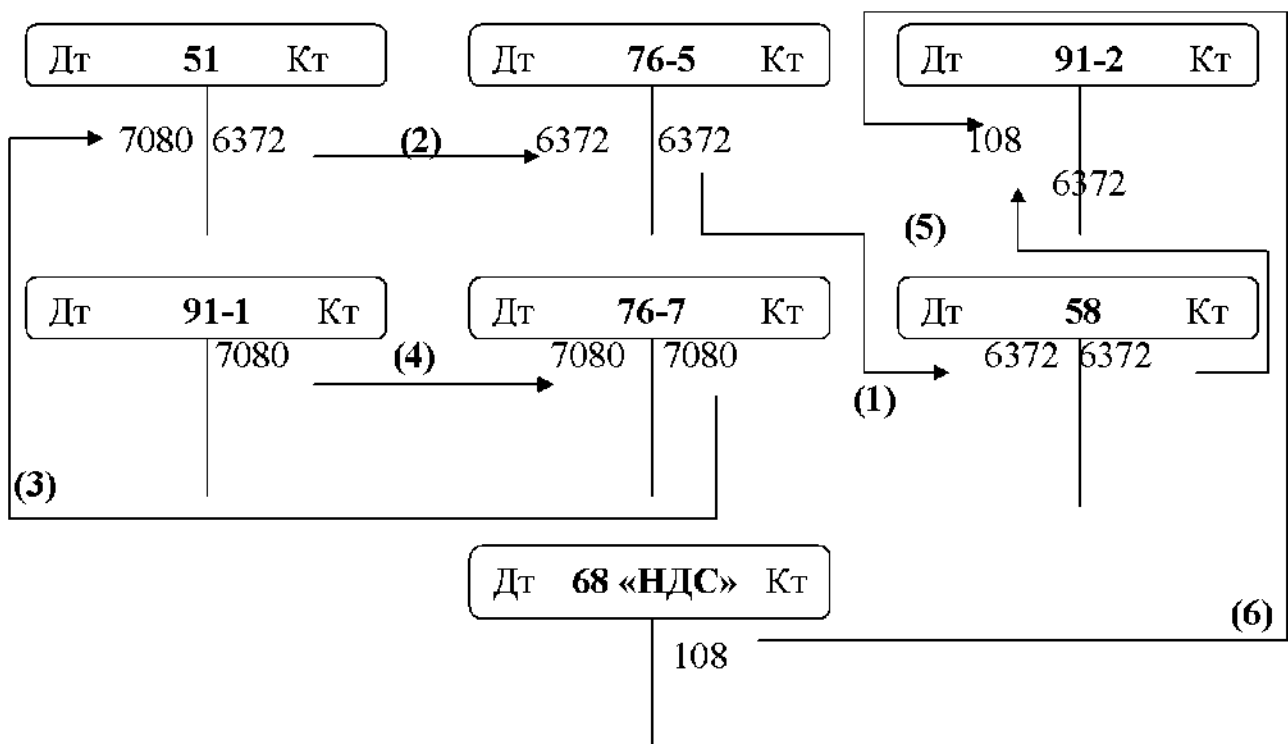 Дт 51 Кт Дт 76-5 Кт Дт 91-2 Кт
7080 6372 (2) 6372 6372 108
6372
(5)
Дт 91-1 Кт Дт 76-7 Кт Дт 58 Кт
7080 (4) 7080 7080 6372 6372
(1)
(3)
Дт 68 «НДС» Кт
(6)
108